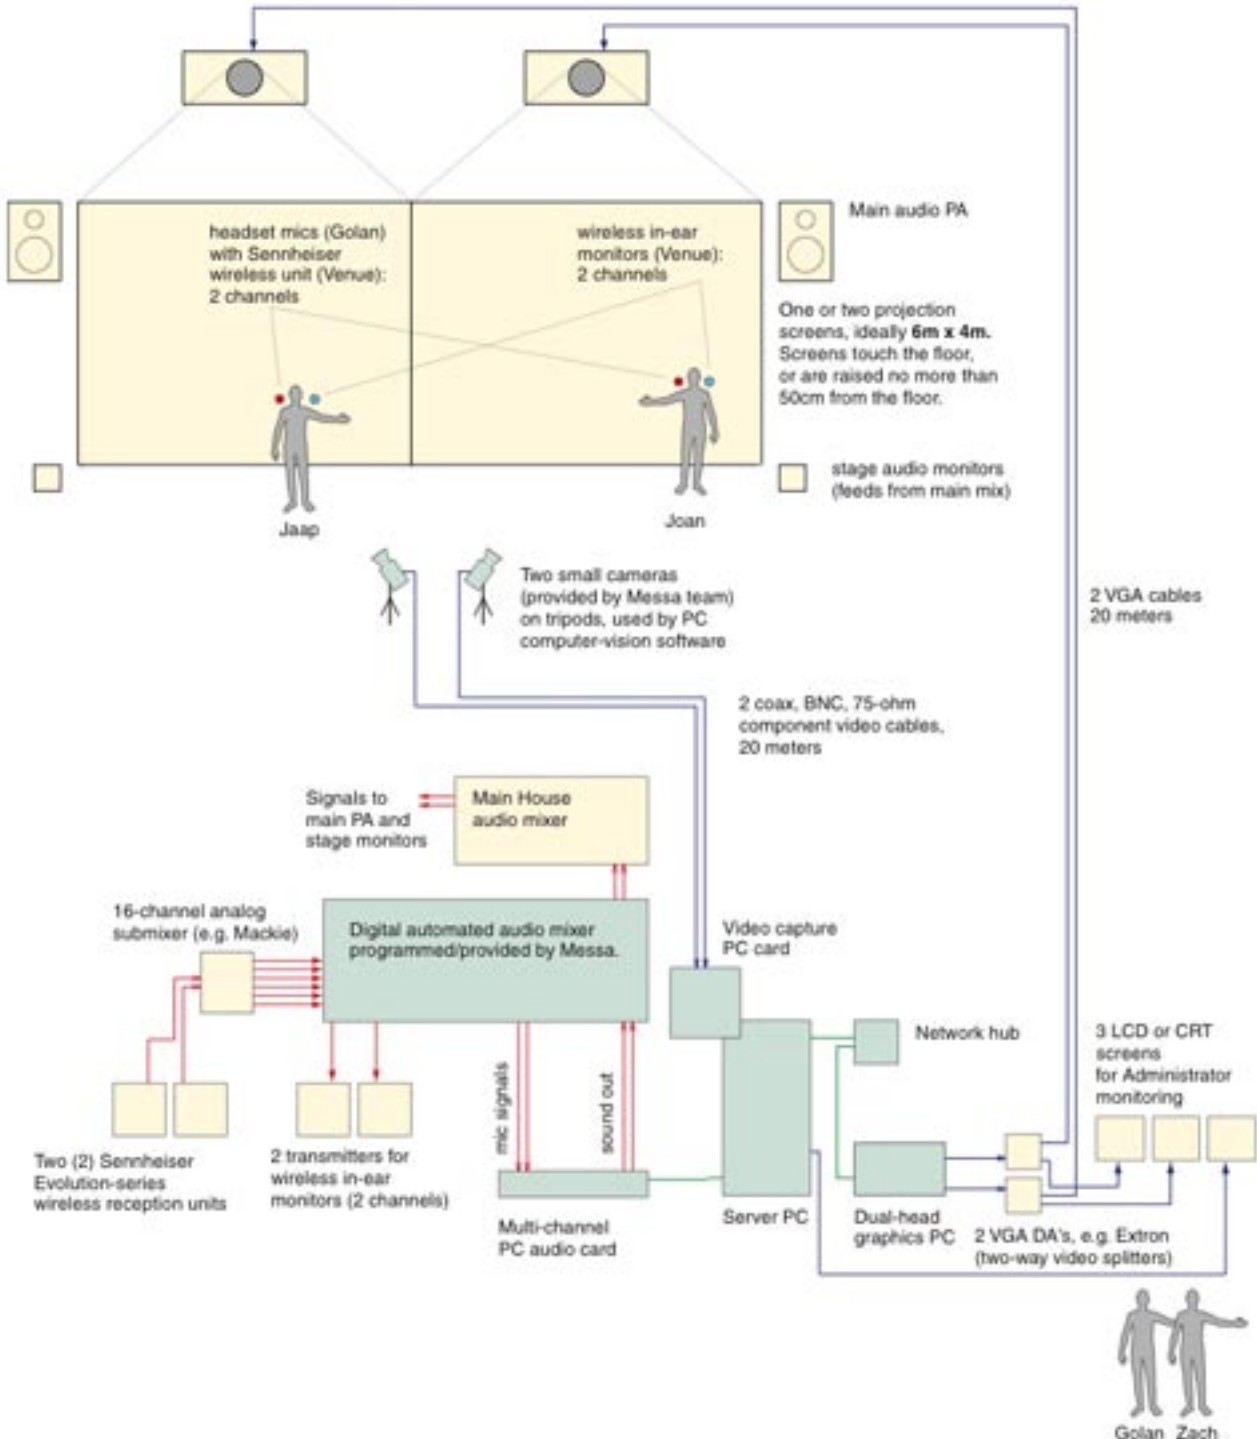 Main audio PA
headset mics (Golan)
with Sennheiser
wireless unit (Venue):
2 channels
wireless in-ear
monitors (Venue):
2 channels
One or two projection
screens, ideally 6m x 4m.
Screens touch the floor,
or are raised no more than
50cm from the floor.
stage audio monitors
(feeds from main mix)
Jaap
Joan
Two small cameras
(provided by Messa team)
on tripods, used by PC
computer-vision software
2 VGA cables
20 meters
2 coax, BNC, 75-ohm
component video cables,
20 meters
Signals to
main PA and
stage monitors
Main House
audio mixer
16-channel analog
submixer (e.g. Mackie)
Digital automated audio mixer
programmed/provided by Messa.
Video capture
PC card
Network hub
3 LCD or CRT
screens
for Administrator
monitoring
mic signals
sound out
Two (2) Sennheiser
Evolution-series
wireless reception units
2 transmitters for
wireless in-ear
monitors (2 channels)
Multi-channel
PC audio card
Server PC
Dual-head
graphics PC
2 VGA DA's, e.g. Extron
(two-way video splitters)
Golan
Zach